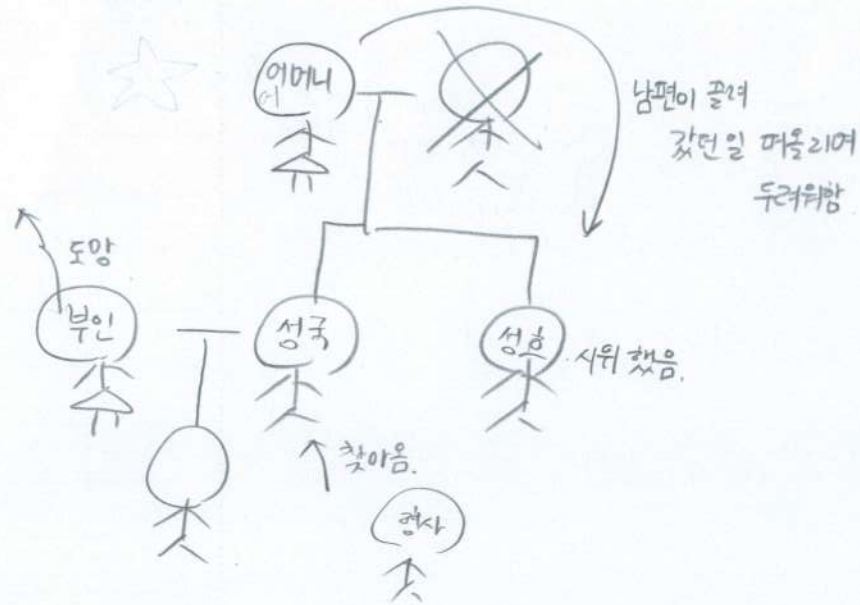 어머니
어
남편이 끌려
갔던일 떠올리며
두려워함
도망
부인
성국
성호
시위 했음.
찾아옴.
형사